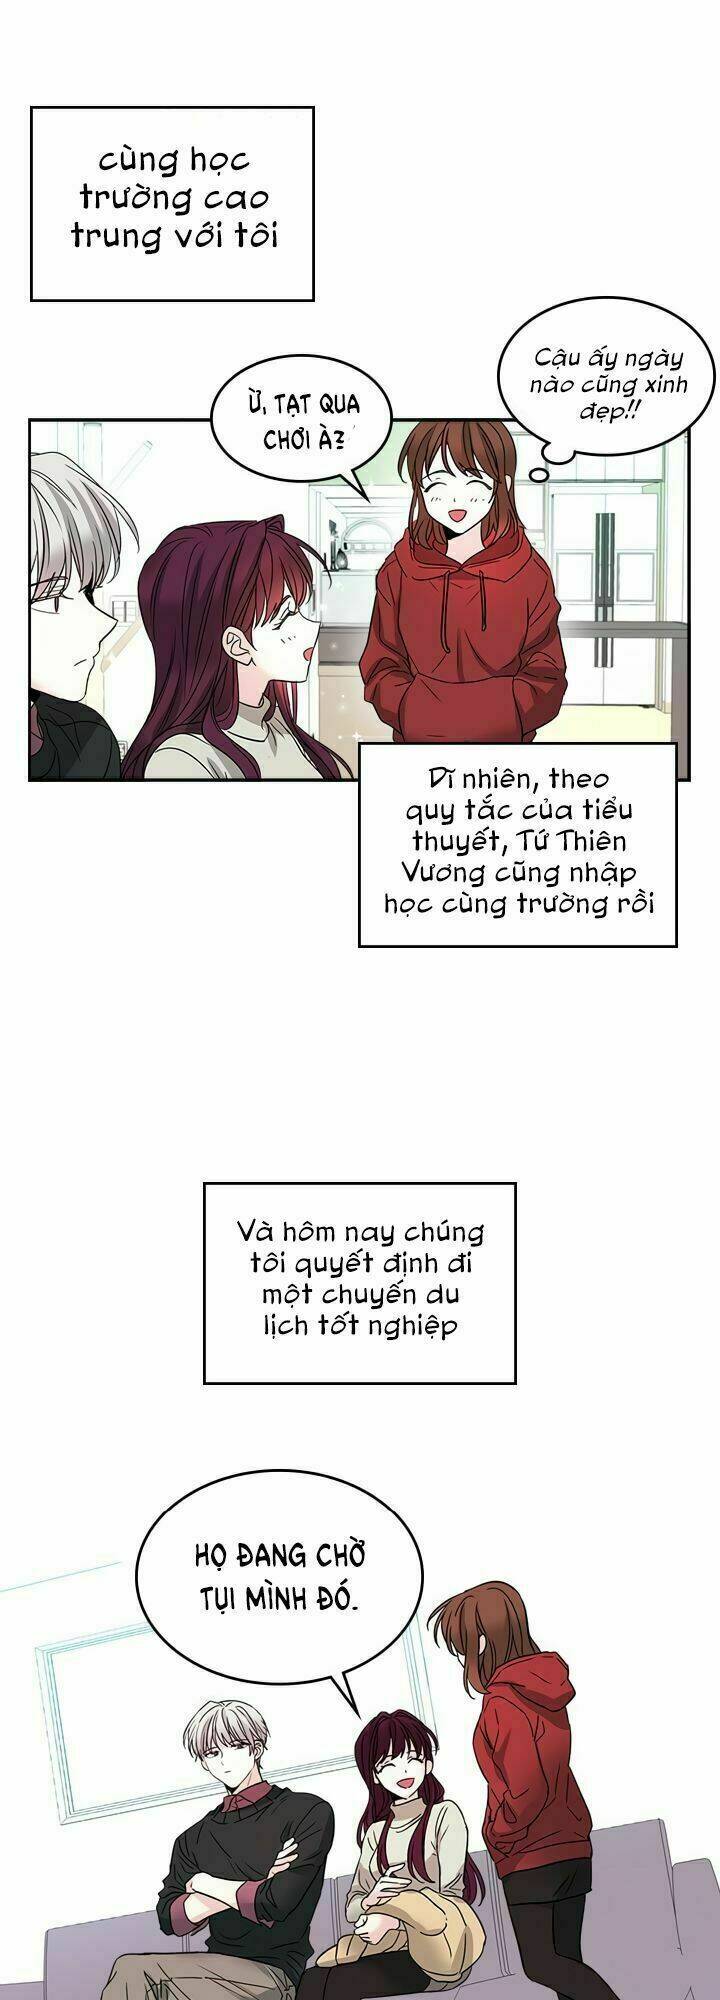 cùng học
trường cao
trung với tôi
Cậu ấy ngày
nào cũng xinh
đẹp!!
Ừ, TẠT QUA
CHƠI À?
Dĩ nhiên, theo
quy tắc của tiểu
thuyết, Tứ Thiên
Vương cũng nhập
học cùng trường rồi
Và hôm nay chúng
tôi quyết định đi
một chuyến du
lịch tốt nghiệp
HỌ ĐANG CHỜ
TỤI MÌNH ĐÓ.